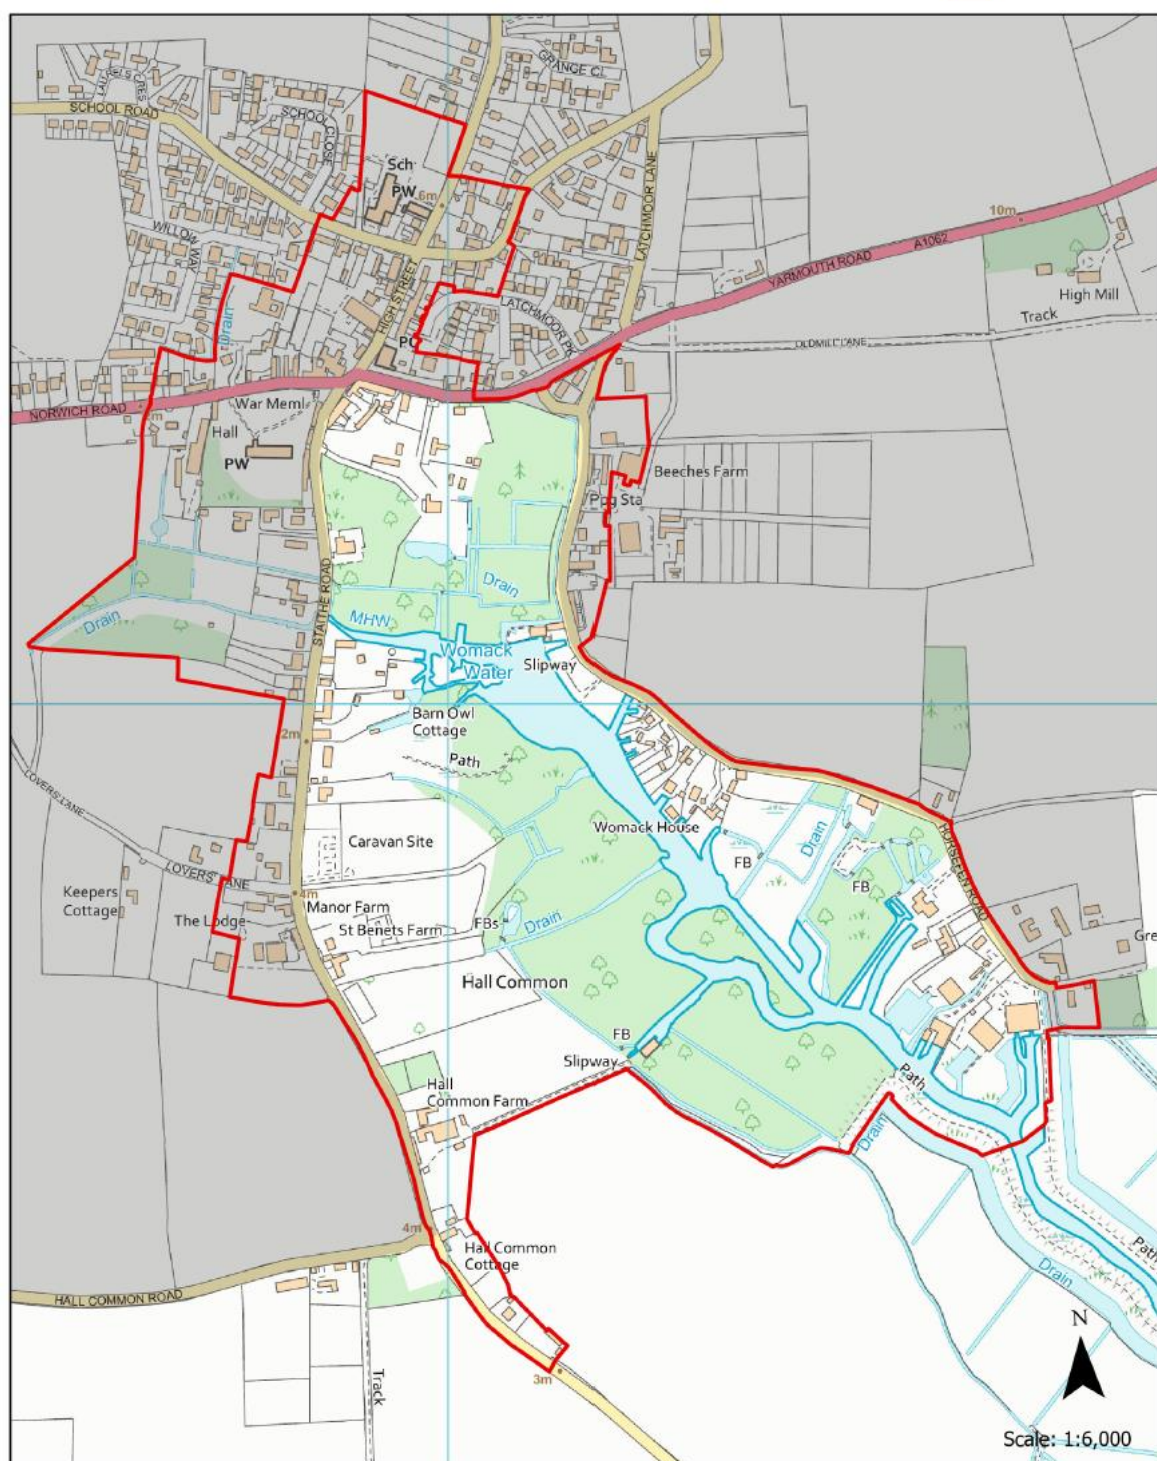 GRANGE CL
LAURELS CRES
SCHOOL ROAD
SCHOOL CLOSE
Sch
PW
6m
LATCHMOOR LANE
WILLOW WAY
10m
A1062
YARMOUTH ROAD
High Mill
Track
HIGH STREET
LATCHMOOR PK
Drain
OLDMILL LANE
NORWICH ROAD
War Meml
Hall
PW
Beeches Farm
Ppg Sta
Drain
STAITHE ROAD
MHW
Drain
Womack
Water
Slipway
Barn Owl
Cottage
2m
Path
LOVERS LANE
Womack House
Drain
HORSEFEN ROAD
Caravan Site
FB
FB
LOVERS' LANE
Keepers
Cottage
4m
Manor Farm
The Lodge
St Benets Farm
FBs
Drain
Gre
Hall Common
FB
Slipway
Path
Hall
Common Farm
Drain
4m
Hall Common
Cottage
Path
Drain
HALL COMMON ROAD
N
Track
3m
Scale: 1:6,000